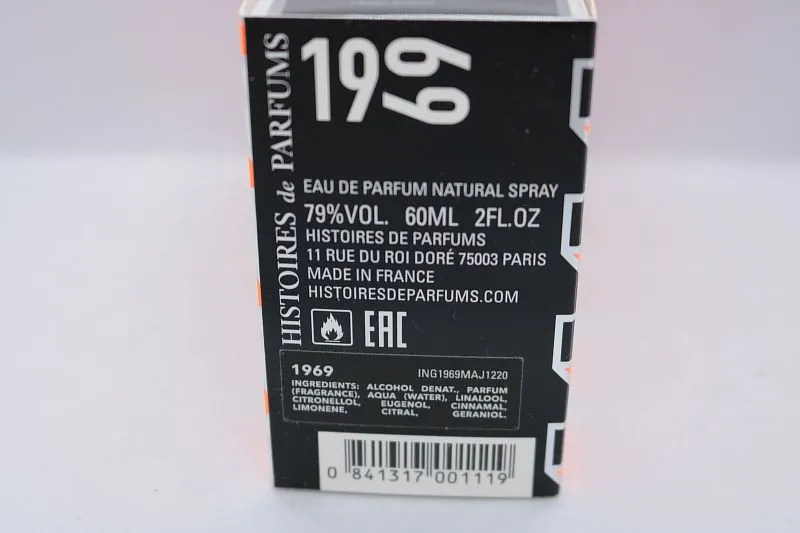 HISTOIRES de PARFUMS
1969
EAU DE PARFUM NATURAL SPRAY
79%VOL. 60ML 2FL.OZ
HISTOIRES DE PARFUMS
11 RUE DU ROI DORÉ 75003 PARIS
MADE IN FRANCE
HISTOIRESDEPARFUMS.COM
EAC
1969 ING1969MAJ1220
INGREDIENTS: ALCOHOL DENAT., PARFUM
(FRAGRANCE), AQUA (WATER), LINALOOL,
CITRONELLOL, EUGENOL, CINNAMAL,
LIMONENE, CITRAL, GERANIOL.
0 841317 001119